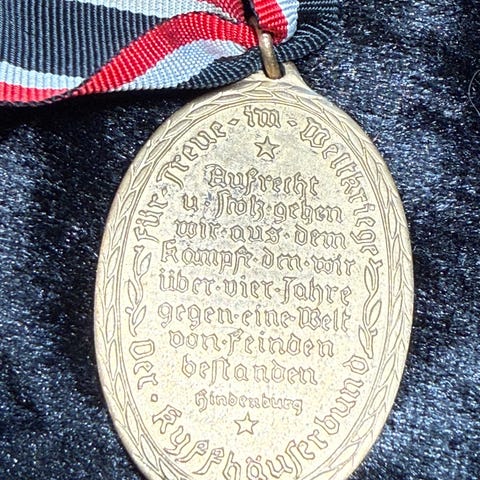 Für · Treue · im · Weltkriege
Aufrecht
u · stolz · gehen
wir · aus · dem
Kampfe · den · wir
über · vier · Jahre
gegen · eine · Welt
von · Feinden
bestanden
Hindenburg
Der · Kyffhäuserbund